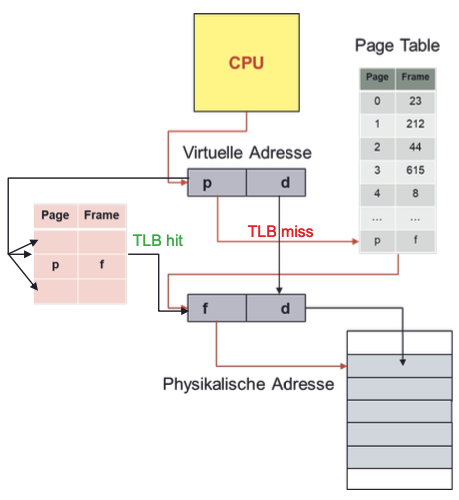 CPU
Page Table
Page Frame
0 23
1 212
2 44
3 615
4 8
... ...
p f
Virtuelle Adresse
p d
TLB miss
Page Frame
p f
TLB hit
f d
Physikalische Adresse